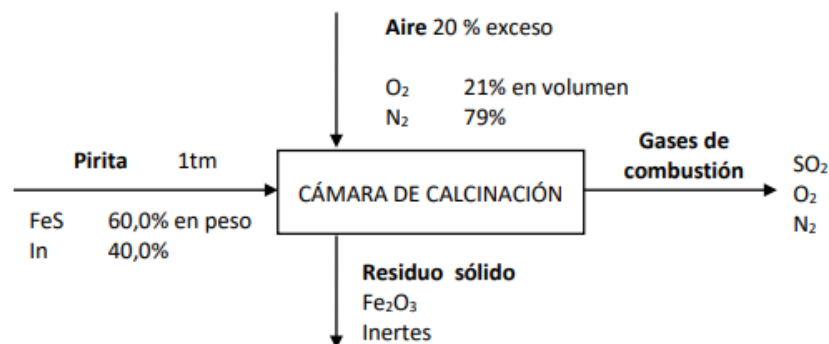 Aire 20 % exceso
O₂ 21% en volumen
N₂ 79%
Pirita 1tm
FeS 60,0% en peso
In 40,0%
CÁMARA DE CALCINACIÓN
Gases de
combustión
SO₂
O₂
N₂
Residuo sólido
Fe₂O₃
Inertes